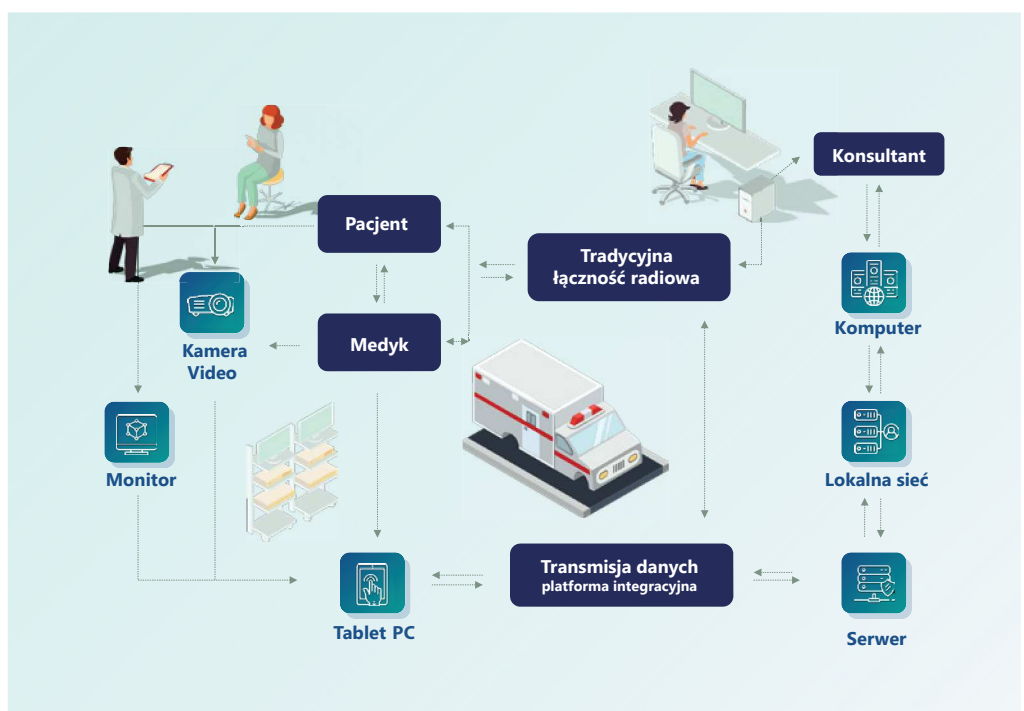 Konsultant
Pacjent
Tradycyjna
łączność radiowa
Komputer
Kamera
Video
Medyk
Monitor
Lokalna sieć
Transmisja danych
platforma integracyjna
Tablet PC
Serwer